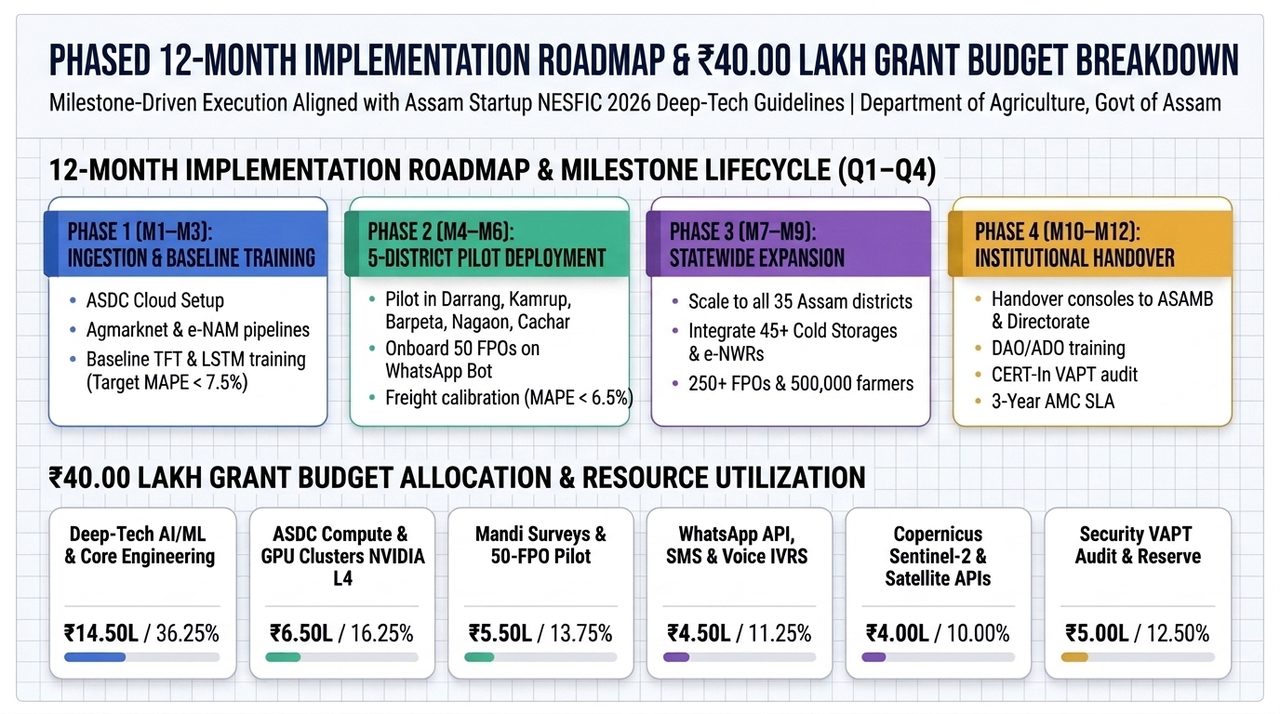 PHASED 12-MONTH IMPLEMENTATION ROADMAP & ₹40.00 LAKH GRANT BUDGET BREAKDOWN
Milestone-Driven Execution Aligned with Assam Startup NESFIC 2026 Deep-Tech Guidelines | Department of Agriculture, Govt of Assam
12-MONTH IMPLEMENTATION ROADMAP & MILESTONE LIFECYCLE (Q1–Q4)
PHASE 1 (M1–M3):
INGESTION & BASELINE TRAINING
• ASDC Cloud Setup
• Agmarknet & e-NAM pipelines
• Baseline TFT & LSTM training
(Target MAPE < 7.5%)
PHASE 2 (M4–M6):
5-DISTRICT PILOT DEPLOYMENT
• Pilot in Darrang, Kamrup,
Barpeta, Nagaon, Cachar
• Onboard 50 FPOs on
WhatsApp Bot
• Freight calibration (MAPE < 6.5%)
PHASE 3 (M7–M9):
STATEWIDE EXPANSION
• Scale to all 35 Assam districts
• Integrate 45+ Cold Storages
& e-NWRs
• 250+ FPOs & 500,000 farmers
PHASE 4 (M10–M12):
INSTITUTIONAL HANDOVER
• Handover consoles to ASAMB
& Directorate
• DAO/ADO training
• CERT-In VAPT audit
• 3-Year AMC SLA
₹40.00 LAKH GRANT BUDGET ALLOCATION & RESOURCE UTILIZATION
Deep-Tech AI/ML
& Core Engineering
₹14.50L / 36.25%
ASDC Compute &
GPU Clusters NVIDIA
L4
₹6.50L / 16.25%
Mandi Surveys &
50-FPO Pilot
₹5.50L / 13.75%
WhatsApp API,
SMS & Voice IVRS
₹4.50L / 11.25%
Copernicus
Sentinel-2 &
Satellite APIs
₹4.00L / 10.00%
Security VAPT
Audit & Reserve
₹5.00L / 12.50%